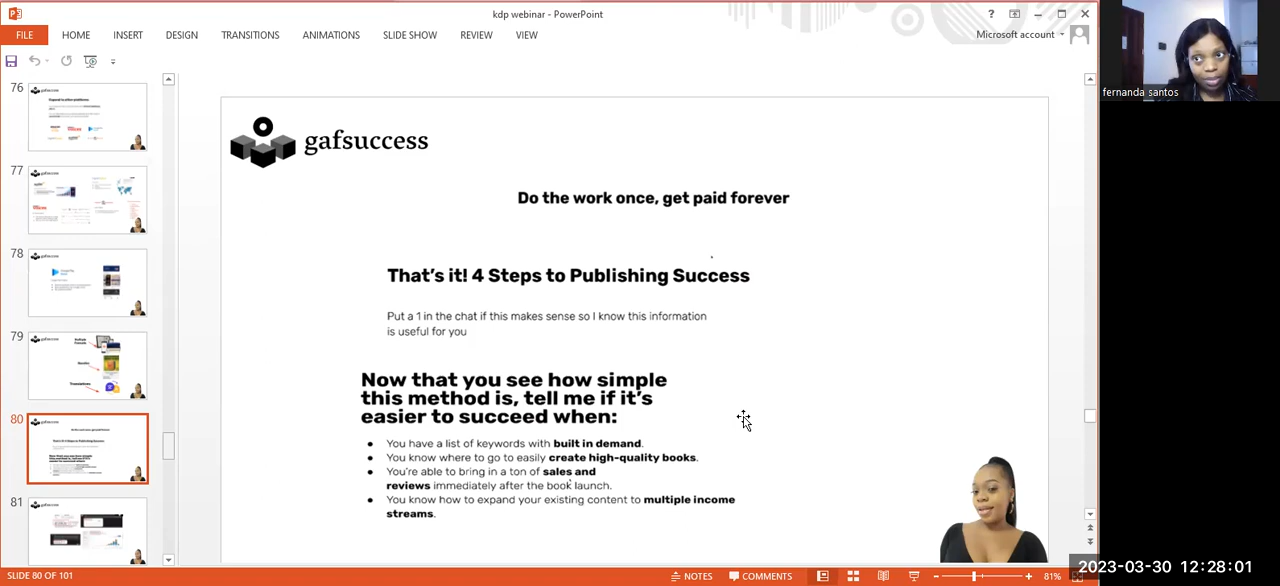 kdp webinar - PowerPoint
?
FILE
HOME
INSERT
DESIGN
TRANSITIONS
ANIMATIONS
SLIDE SHOW
REVIEW
VIEW
Microsoft account
fernanda santos
76
gafsuccess
77
gafsuccess
78
gafsuccess
79
gafsuccess
80
gafsuccess
81
gafsuccess
gafsuccess
Do the work once, get paid forever
That's it! 4 Steps to Publishing Success
Put a 1 in the chat if this makes sense so I know this information
is useful for you
Now that you see how simple
this method is, tell me if it's
easier to succeed when:
● You have a list of keywords with built in demand.
● You know where to go to easily create high-quality books.
● You're able to bring in a ton of sales and
reviews immediately after the book launch.
● You know how to expand your existing content to multiple income
streams.
SLIDE 80 OF 101
NOTES
COMMENTS
81%
2023-03-30 12:28:01